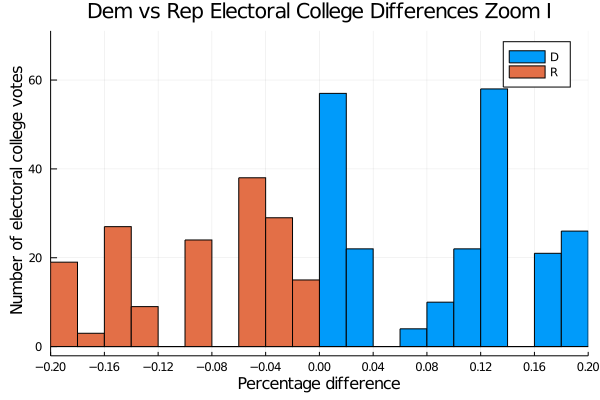 Dem vs Rep Electoral College Differences Zoom I
D
R
Number of electoral college votes
60
40
20
0
−0.20 −0.16 −0.12 −0.08 −0.04 0.00 0.04 0.08 0.12 0.16 0.20
Percentage difference